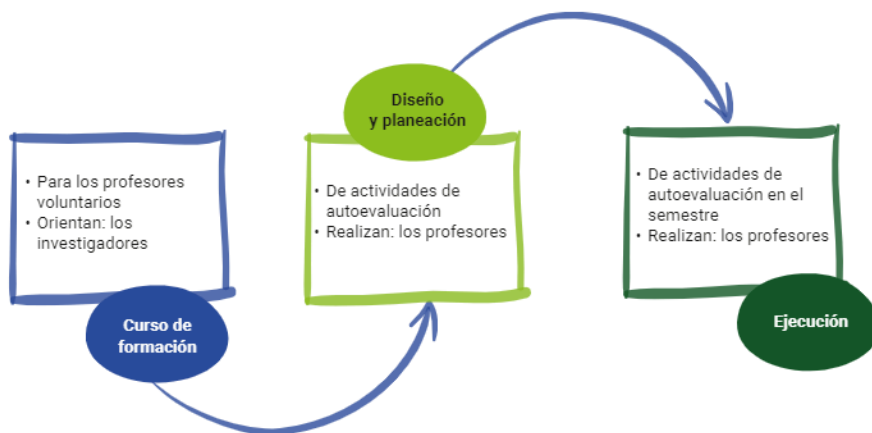 • Para los profesores
voluntarios
• Orientan: los
investigadores
Curso de
formación
Diseño
y planeación
• De actividades de
autoevaluación
• Realizan: los profesores
• De actividades de
autoevaluación en el
semestre
• Realizan: los profesores
Ejecución